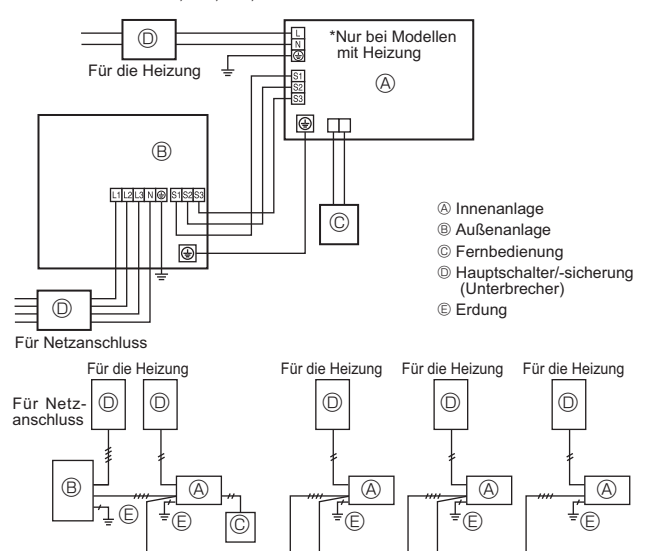 Ⓓ
L
N
*Nur bei Modellen
mit Heizung
Für die Heizung
S1
S2
S3
Ⓐ
Ⓑ
L1 L2 L3 N S1 S2 S3
Ⓒ
Ⓐ Innenanlage
Ⓑ Außenanlage
Ⓒ Fernbedienung
Ⓓ Hauptschalter/-sicherung
(Unterbrecher)
Ⓔ Erdung
Ⓓ
Für Netzanschluss
Für die Heizung Für die Heizung Für die Heizung Für die Heizung
Für Netz-
anschluss
Ⓓ Ⓓ Ⓓ Ⓓ Ⓓ
Ⓑ Ⓐ Ⓐ Ⓐ Ⓐ
Ⓔ Ⓒ Ⓔ Ⓔ Ⓔ